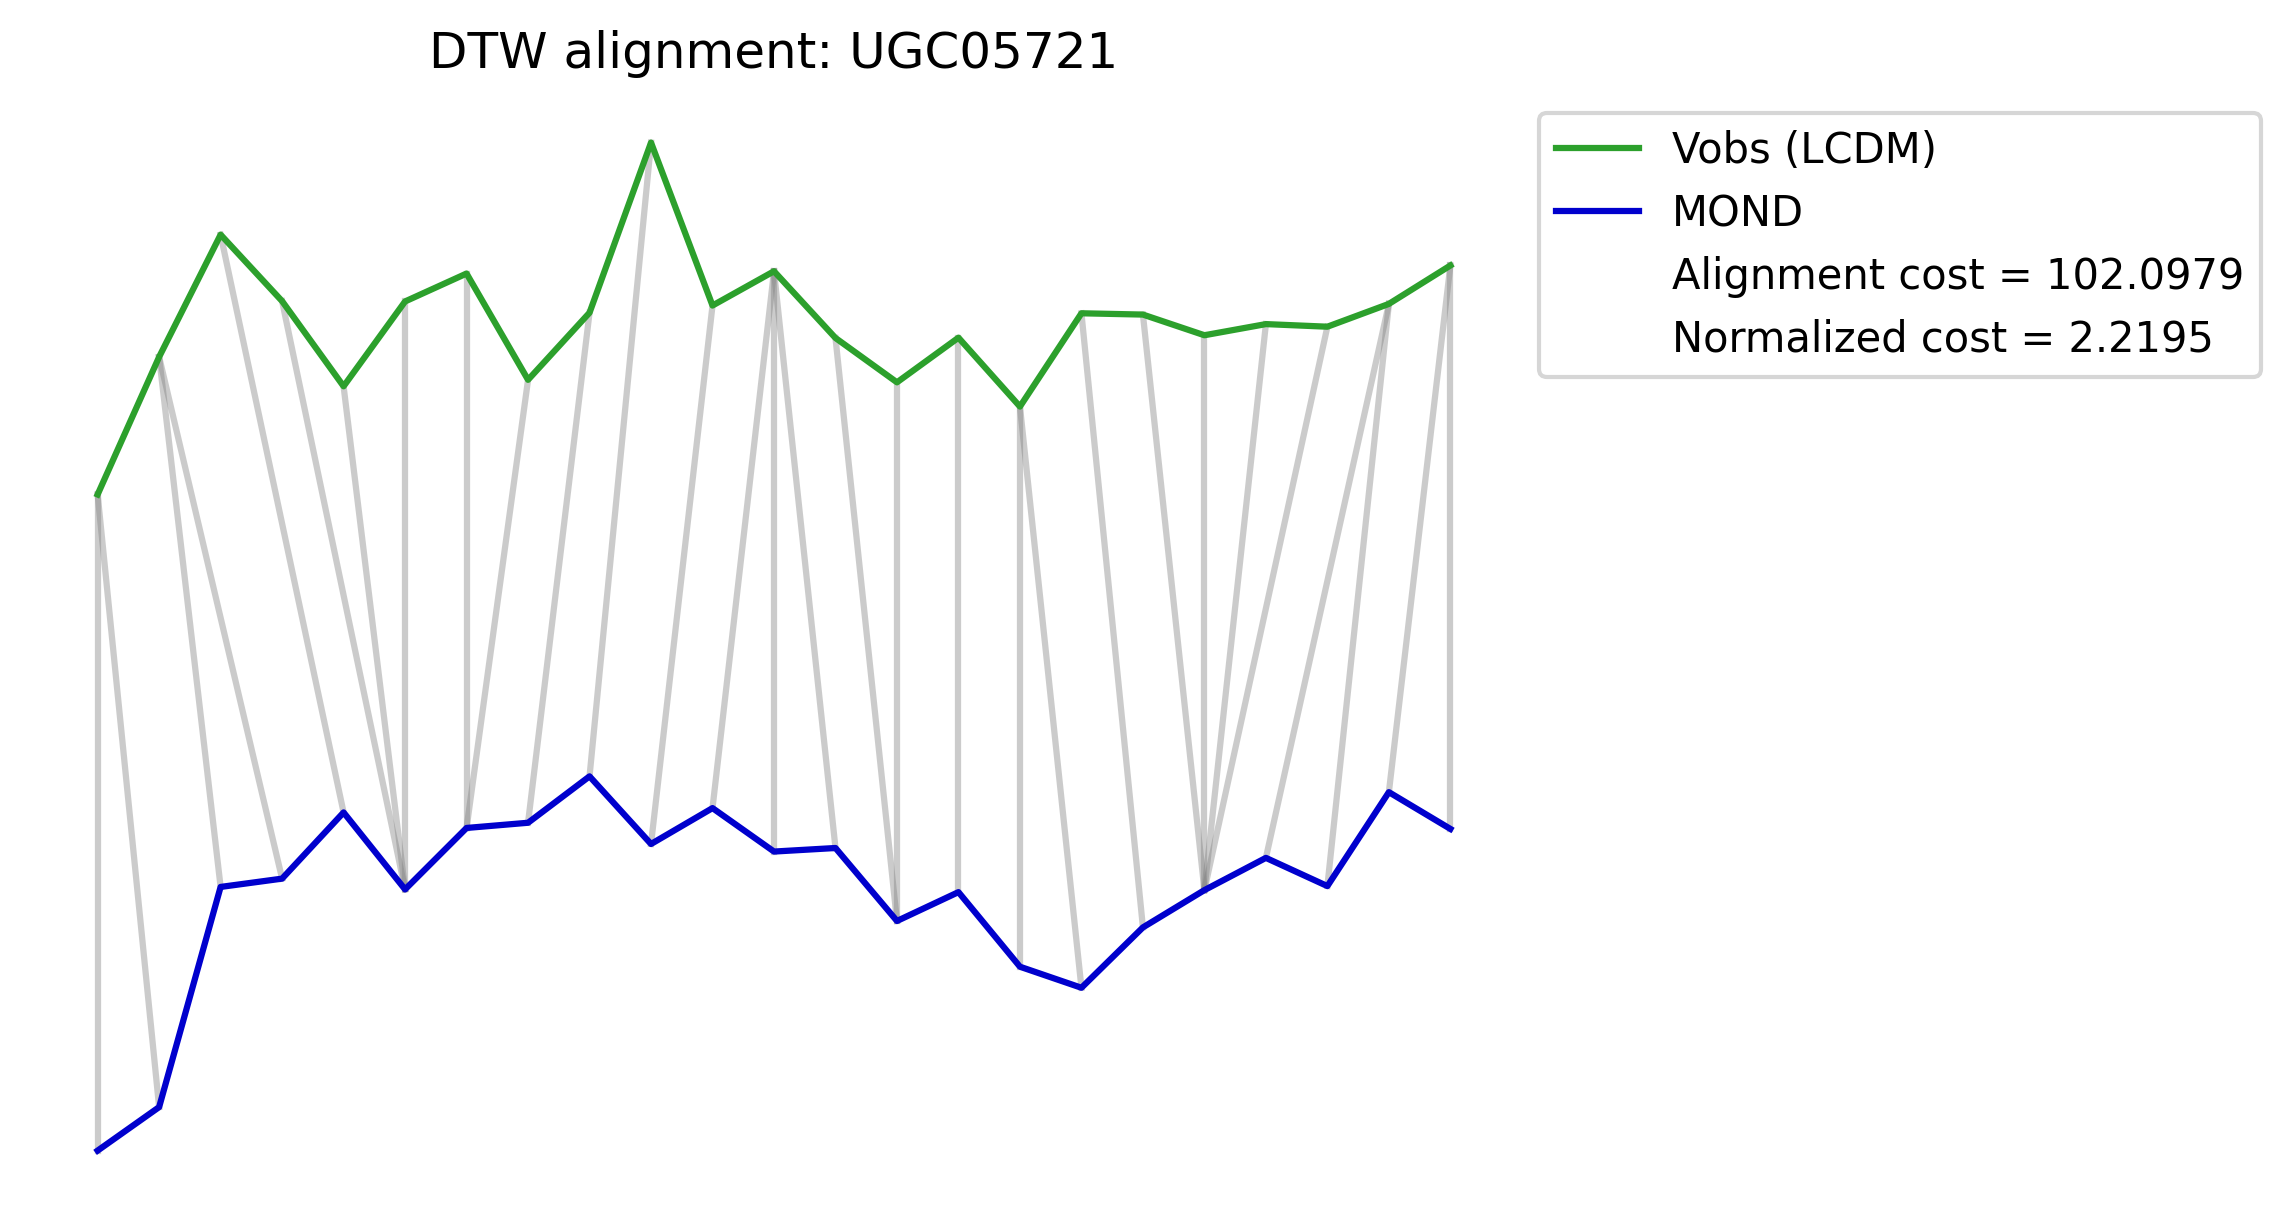 DTW alignment: UGC05721
Vobs (LCDM)
MOND
Alignment cost = 102.0979
Normalized cost = 2.2195